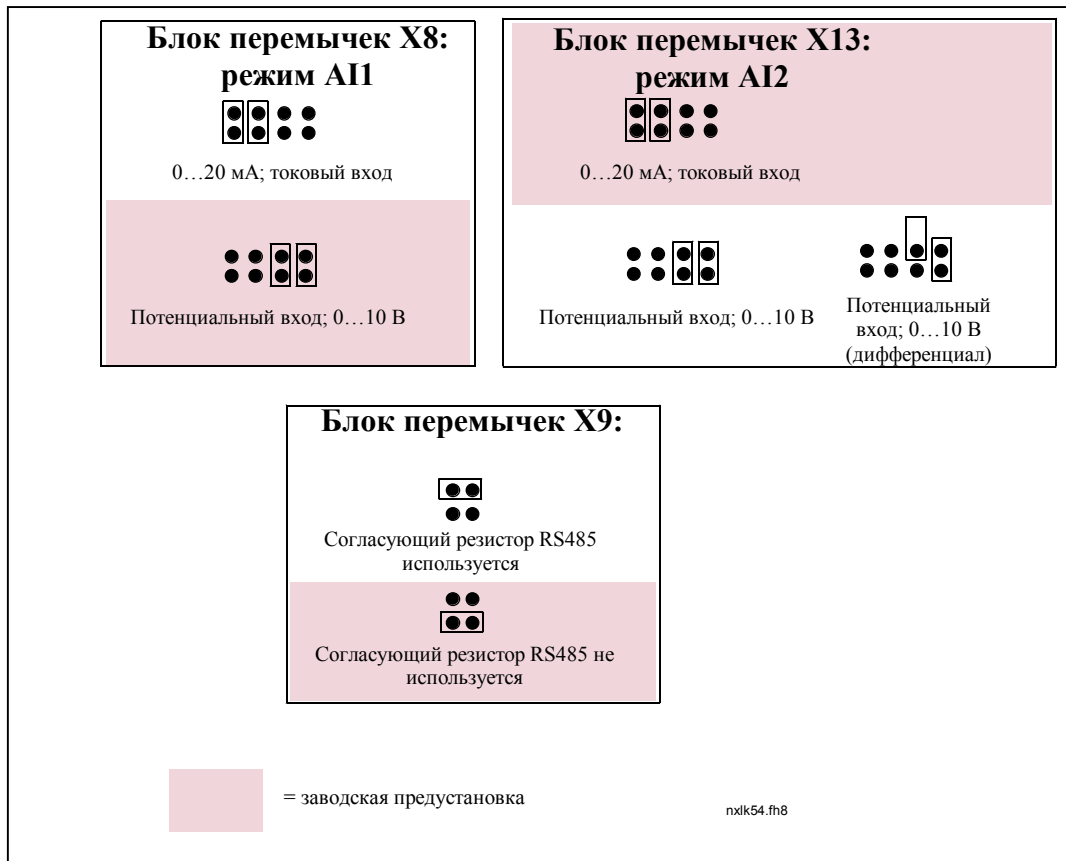 Блок перемычек X8:
режим AI1
0…20 мА; токовый вход
Потенциальный вход; 0…10 В
Блок перемычек X13:
режим AI2
0…20 мА; токовый вход
Потенциальный вход; 0…10 В
Потенциальный
вход; 0…10 В
(дифференциал)
Блок перемычек X9:
Согласующий резистор RS485
используется
Согласующий резистор RS485 не
используется
= заводская предустановка
nxlk54.fh8